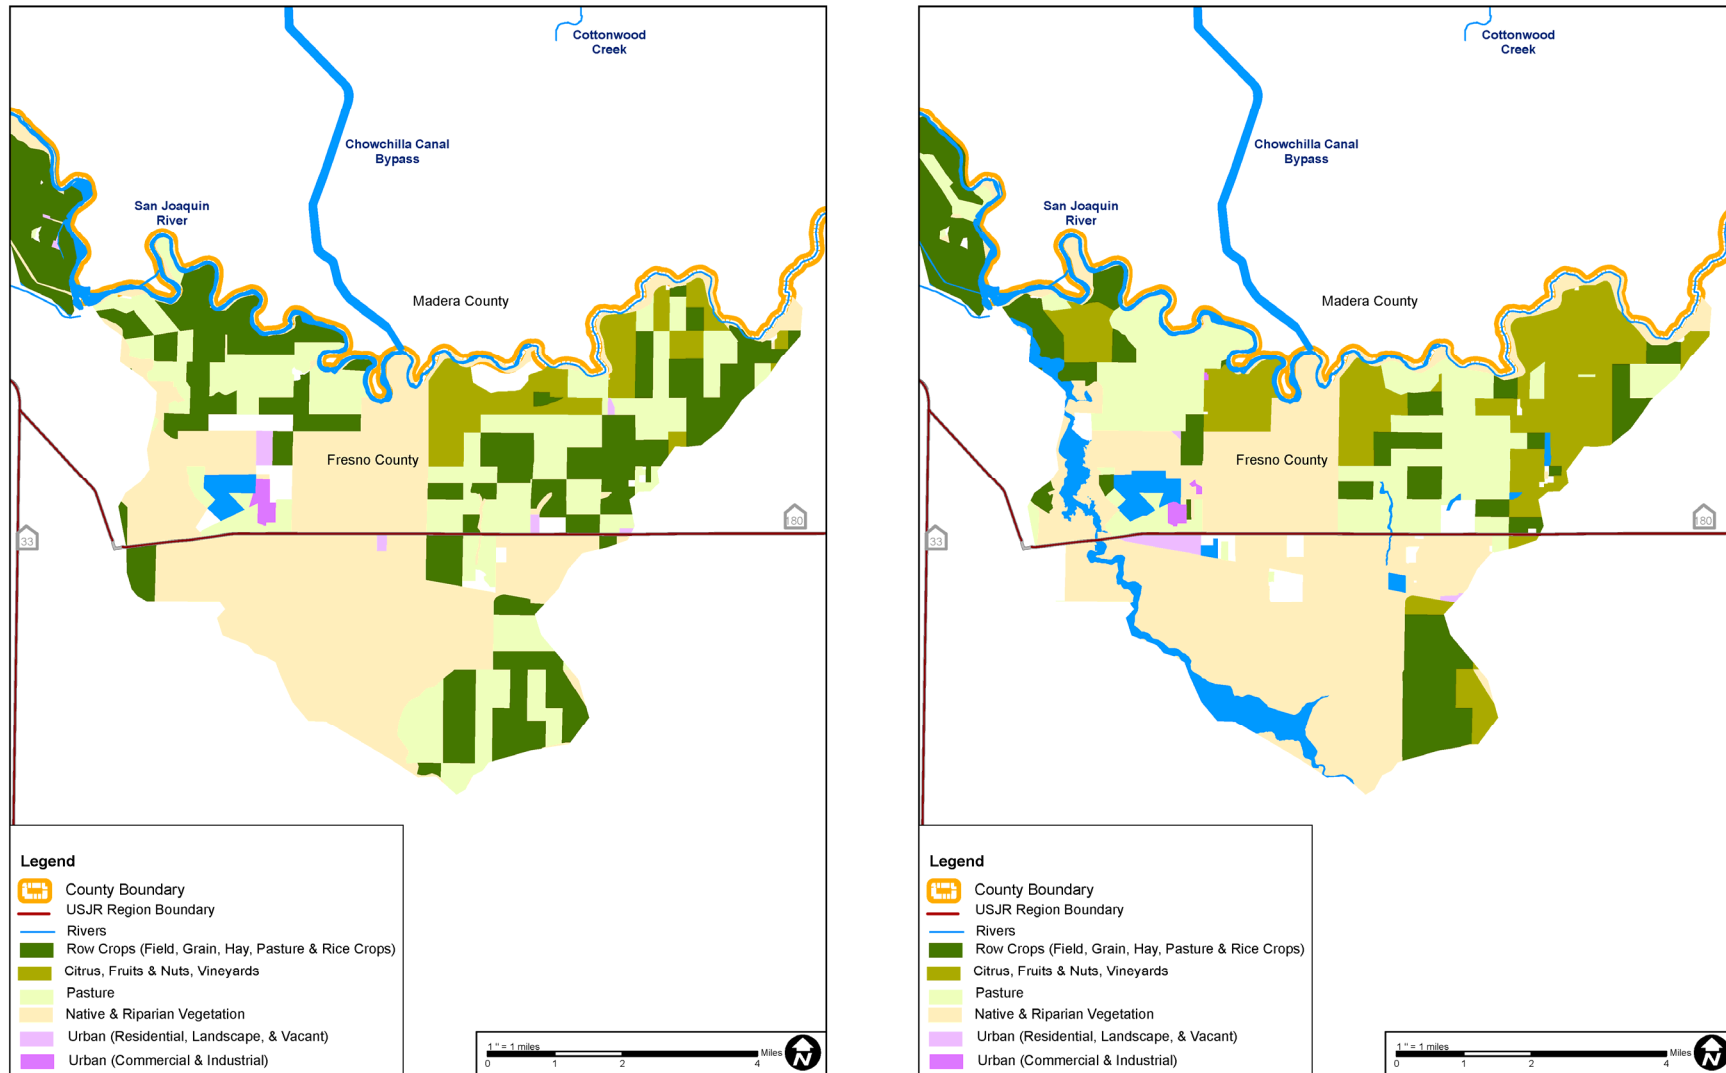 Cottonwood
Creek
Chowchilla Canal
Bypass
San Joaquin
River
Madera County
Fresno County
33
180
Legend
County Boundary
USJR Region Boundary
Rivers
Row Crops (Field, Grain, Hay, Pasture & Rice Crops)
Citrus, Fruits & Nuts, Vineyards
Pasture
Native & Riparian Vegetation
Urban (Residential, Landscape, & Vacant)
Urban (Commercial & Industrial)
1 " = 1 miles
Miles
0 1 2 4
N
Cottonwood
Creek
Chowchilla Canal
Bypass
San Joaquin
River
Madera County
Fresno County
33
180
Legend
County Boundary
USJR Region Boundary
Rivers
Row Crops (Field, Grain, Hay, Pasture & Rice Crops)
Citrus, Fruits & Nuts, Vineyards
Pasture
Native & Riparian Vegetation
Urban (Residential, Landscape, & Vacant)
Urban (Commercial & Industrial)
1 " = 1 miles
Miles
0 1 2 4
N